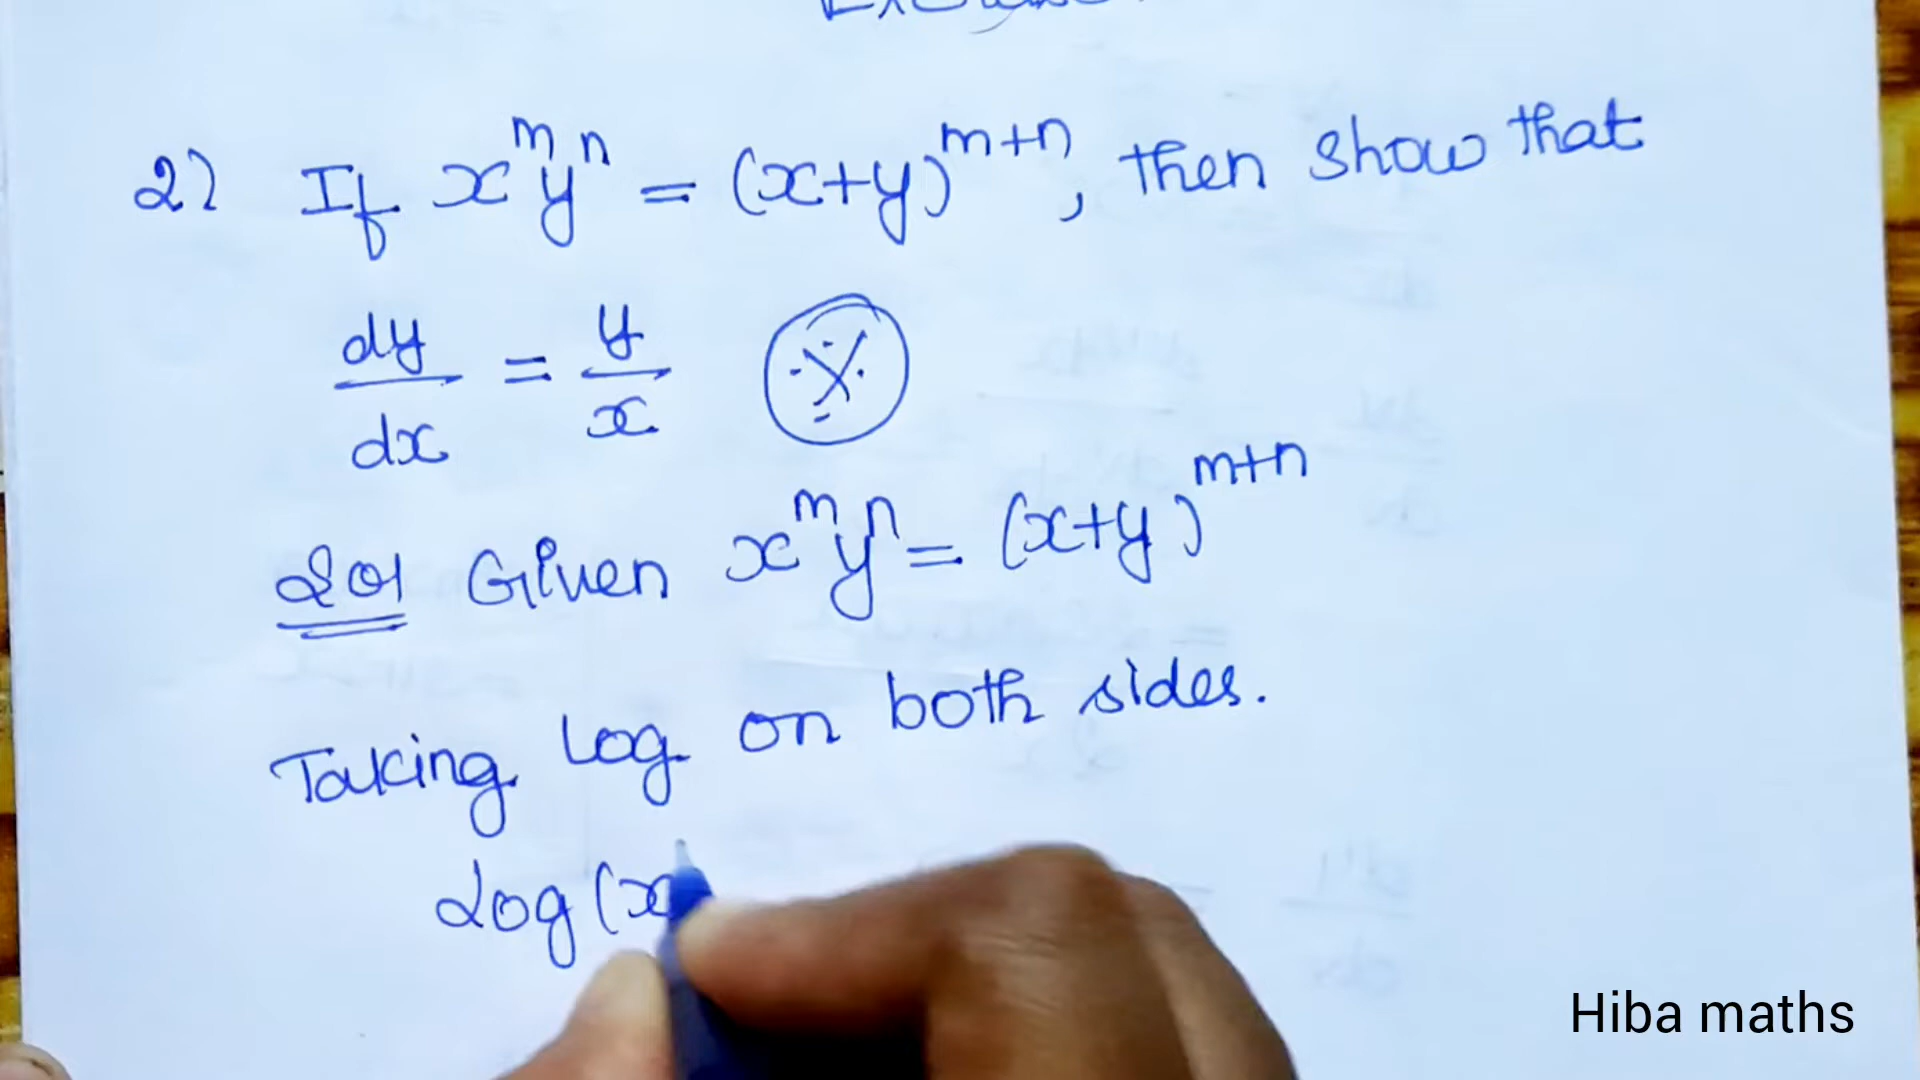 2) If x^m y^n = (x+y)^{m+n}, then show that
dy/dx = y/x
Sol Given x^m y^n = (x+y)^{m+n}
Taking log on both sides.
Log (x
Hiba maths